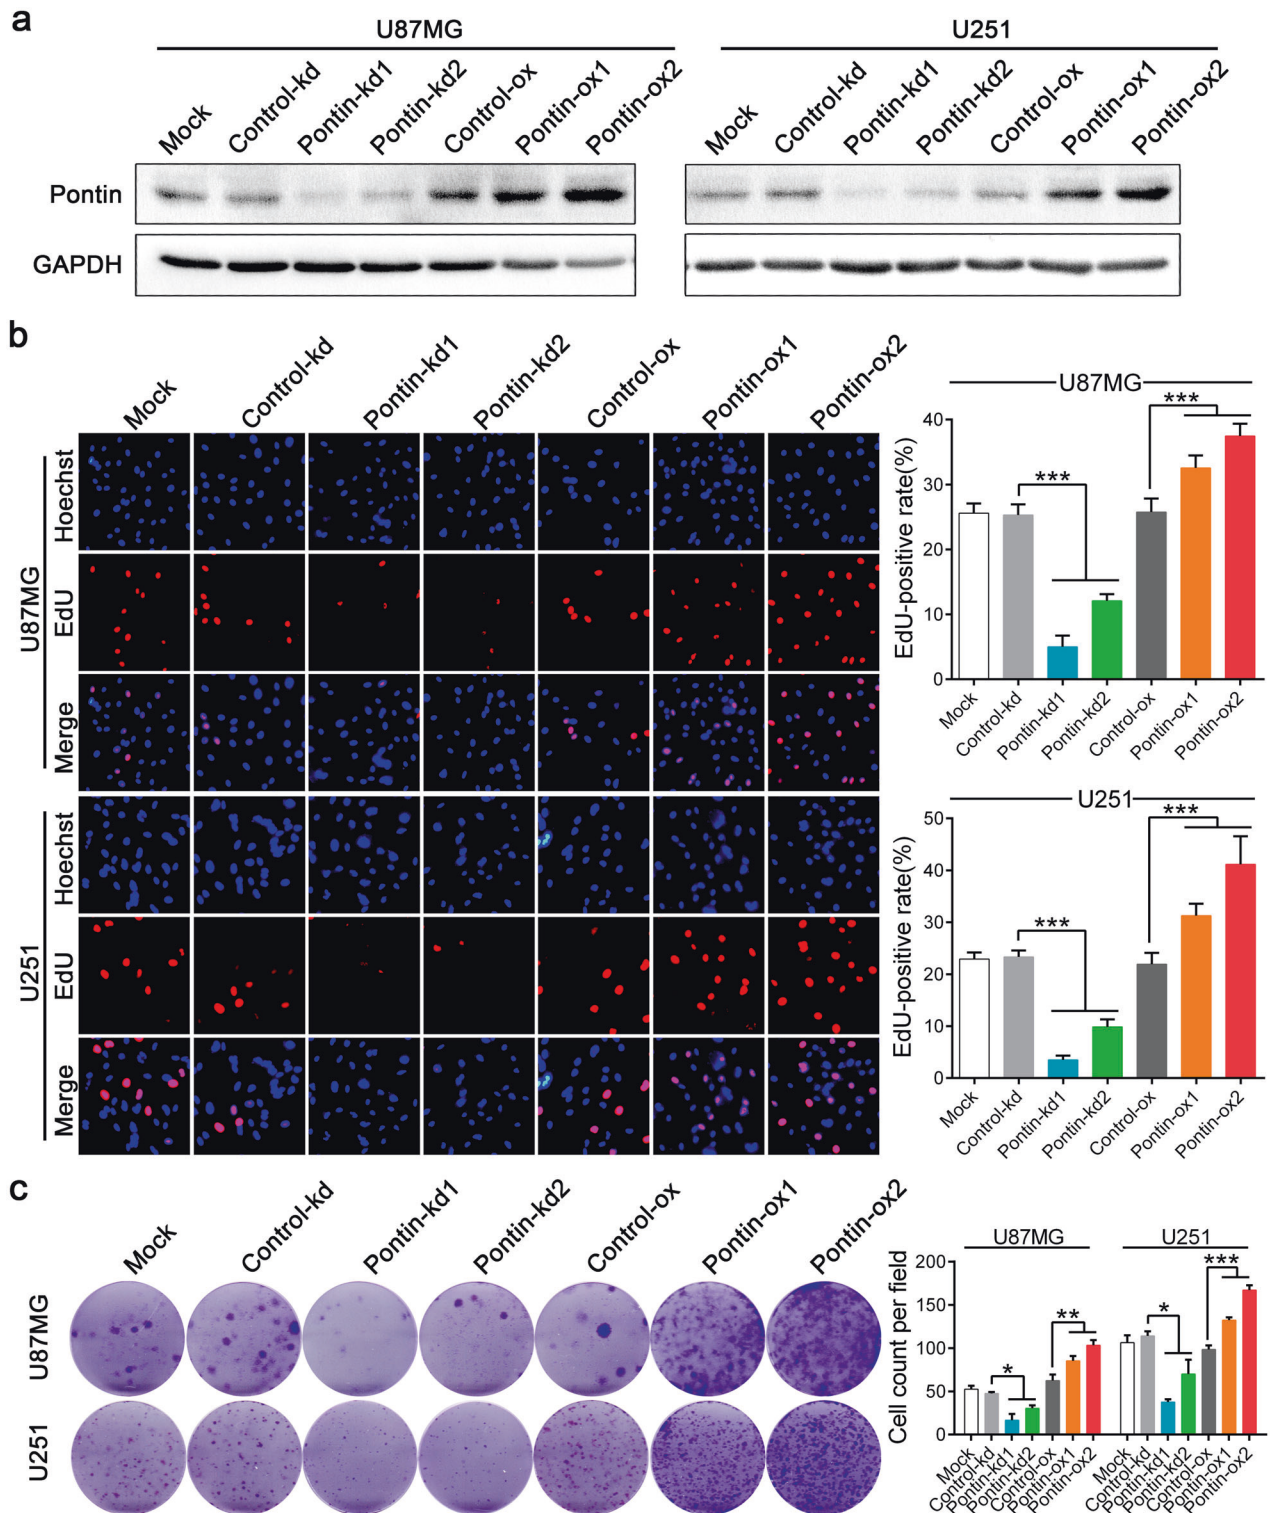 a
U87MG
U251
Mock
Control-kd
Pontin-kd1
Pontin-kd2
Control-ox
Pontin-ox1
Pontin-ox2
Mock
Control-kd
Pontin-kd1
Pontin-kd2
Control-ox
Pontin-ox1
Pontin-ox2
Pontin
GAPDH
b
Mock
Control-kd
Pontin-kd1
Pontin-kd2
Control-ox
Pontin-ox1
Pontin-ox2
U87MG
Hoechst
EdU
Merge
U251
Hoechst
EdU
Merge
U87MG
EdU-positive rate(%)
40
30
20
10
0
***
***
Mock
Control-kd
Pontin-kd1
Pontin-kd2
Control-ox
Pontin-ox1
Pontin-ox2
U251
EdU-positive rate(%)
50
40
30
20
10
0
***
***
Mock
Control-kd
Pontin-kd1
Pontin-kd2
Control-ox
Pontin-ox1
Pontin-ox2
c
Mock
Control-kd
Pontin-kd1
Pontin-kd2
Control-ox
Pontin-ox1
Pontin-ox2
U87MG
U251
U87MG
U251
Cell count per field
200
150
100
50
0
*
**
*
***
Mock
Control-kd
Pontin-kd1
Pontin-kd2
Control-ox
Pontin-ox1
Pontin-ox2
Mock
Control-kd
Pontin-kd1
Pontin-kd2
Control-ox
Pontin-ox1
Pontin-ox2